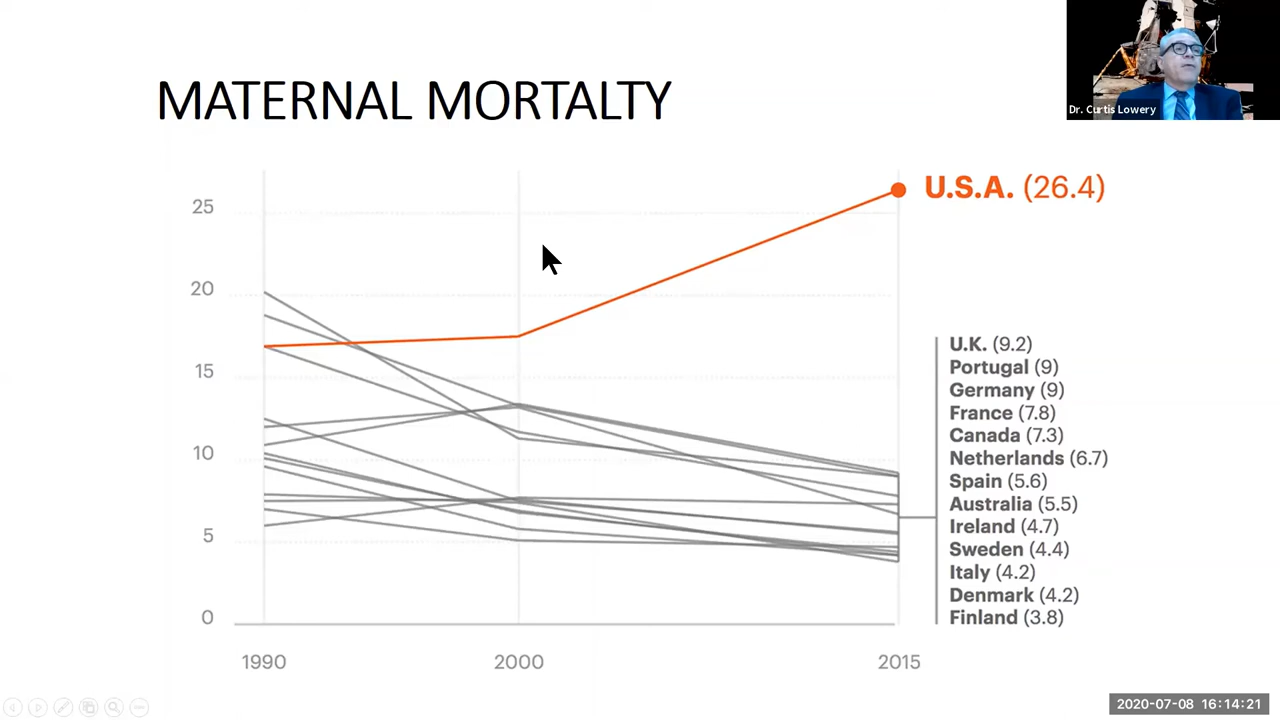 MATERNAL MORTALTY
Dr. Curtis Lowery
25
20
15
10
5
0
1990
2000
2015
U.S.A. (26.4)
U.K. (9.2)
Portugal (9)
Germany (9)
France (7.8)
Canada (7.3)
Netherlands (6.7)
Spain (5.6)
Australia (5.5)
Ireland (4.7)
Sweden (4.4)
Italy (4.2)
Denmark (4.2)
Finland (3.8)
2020-07-08 16:14:21